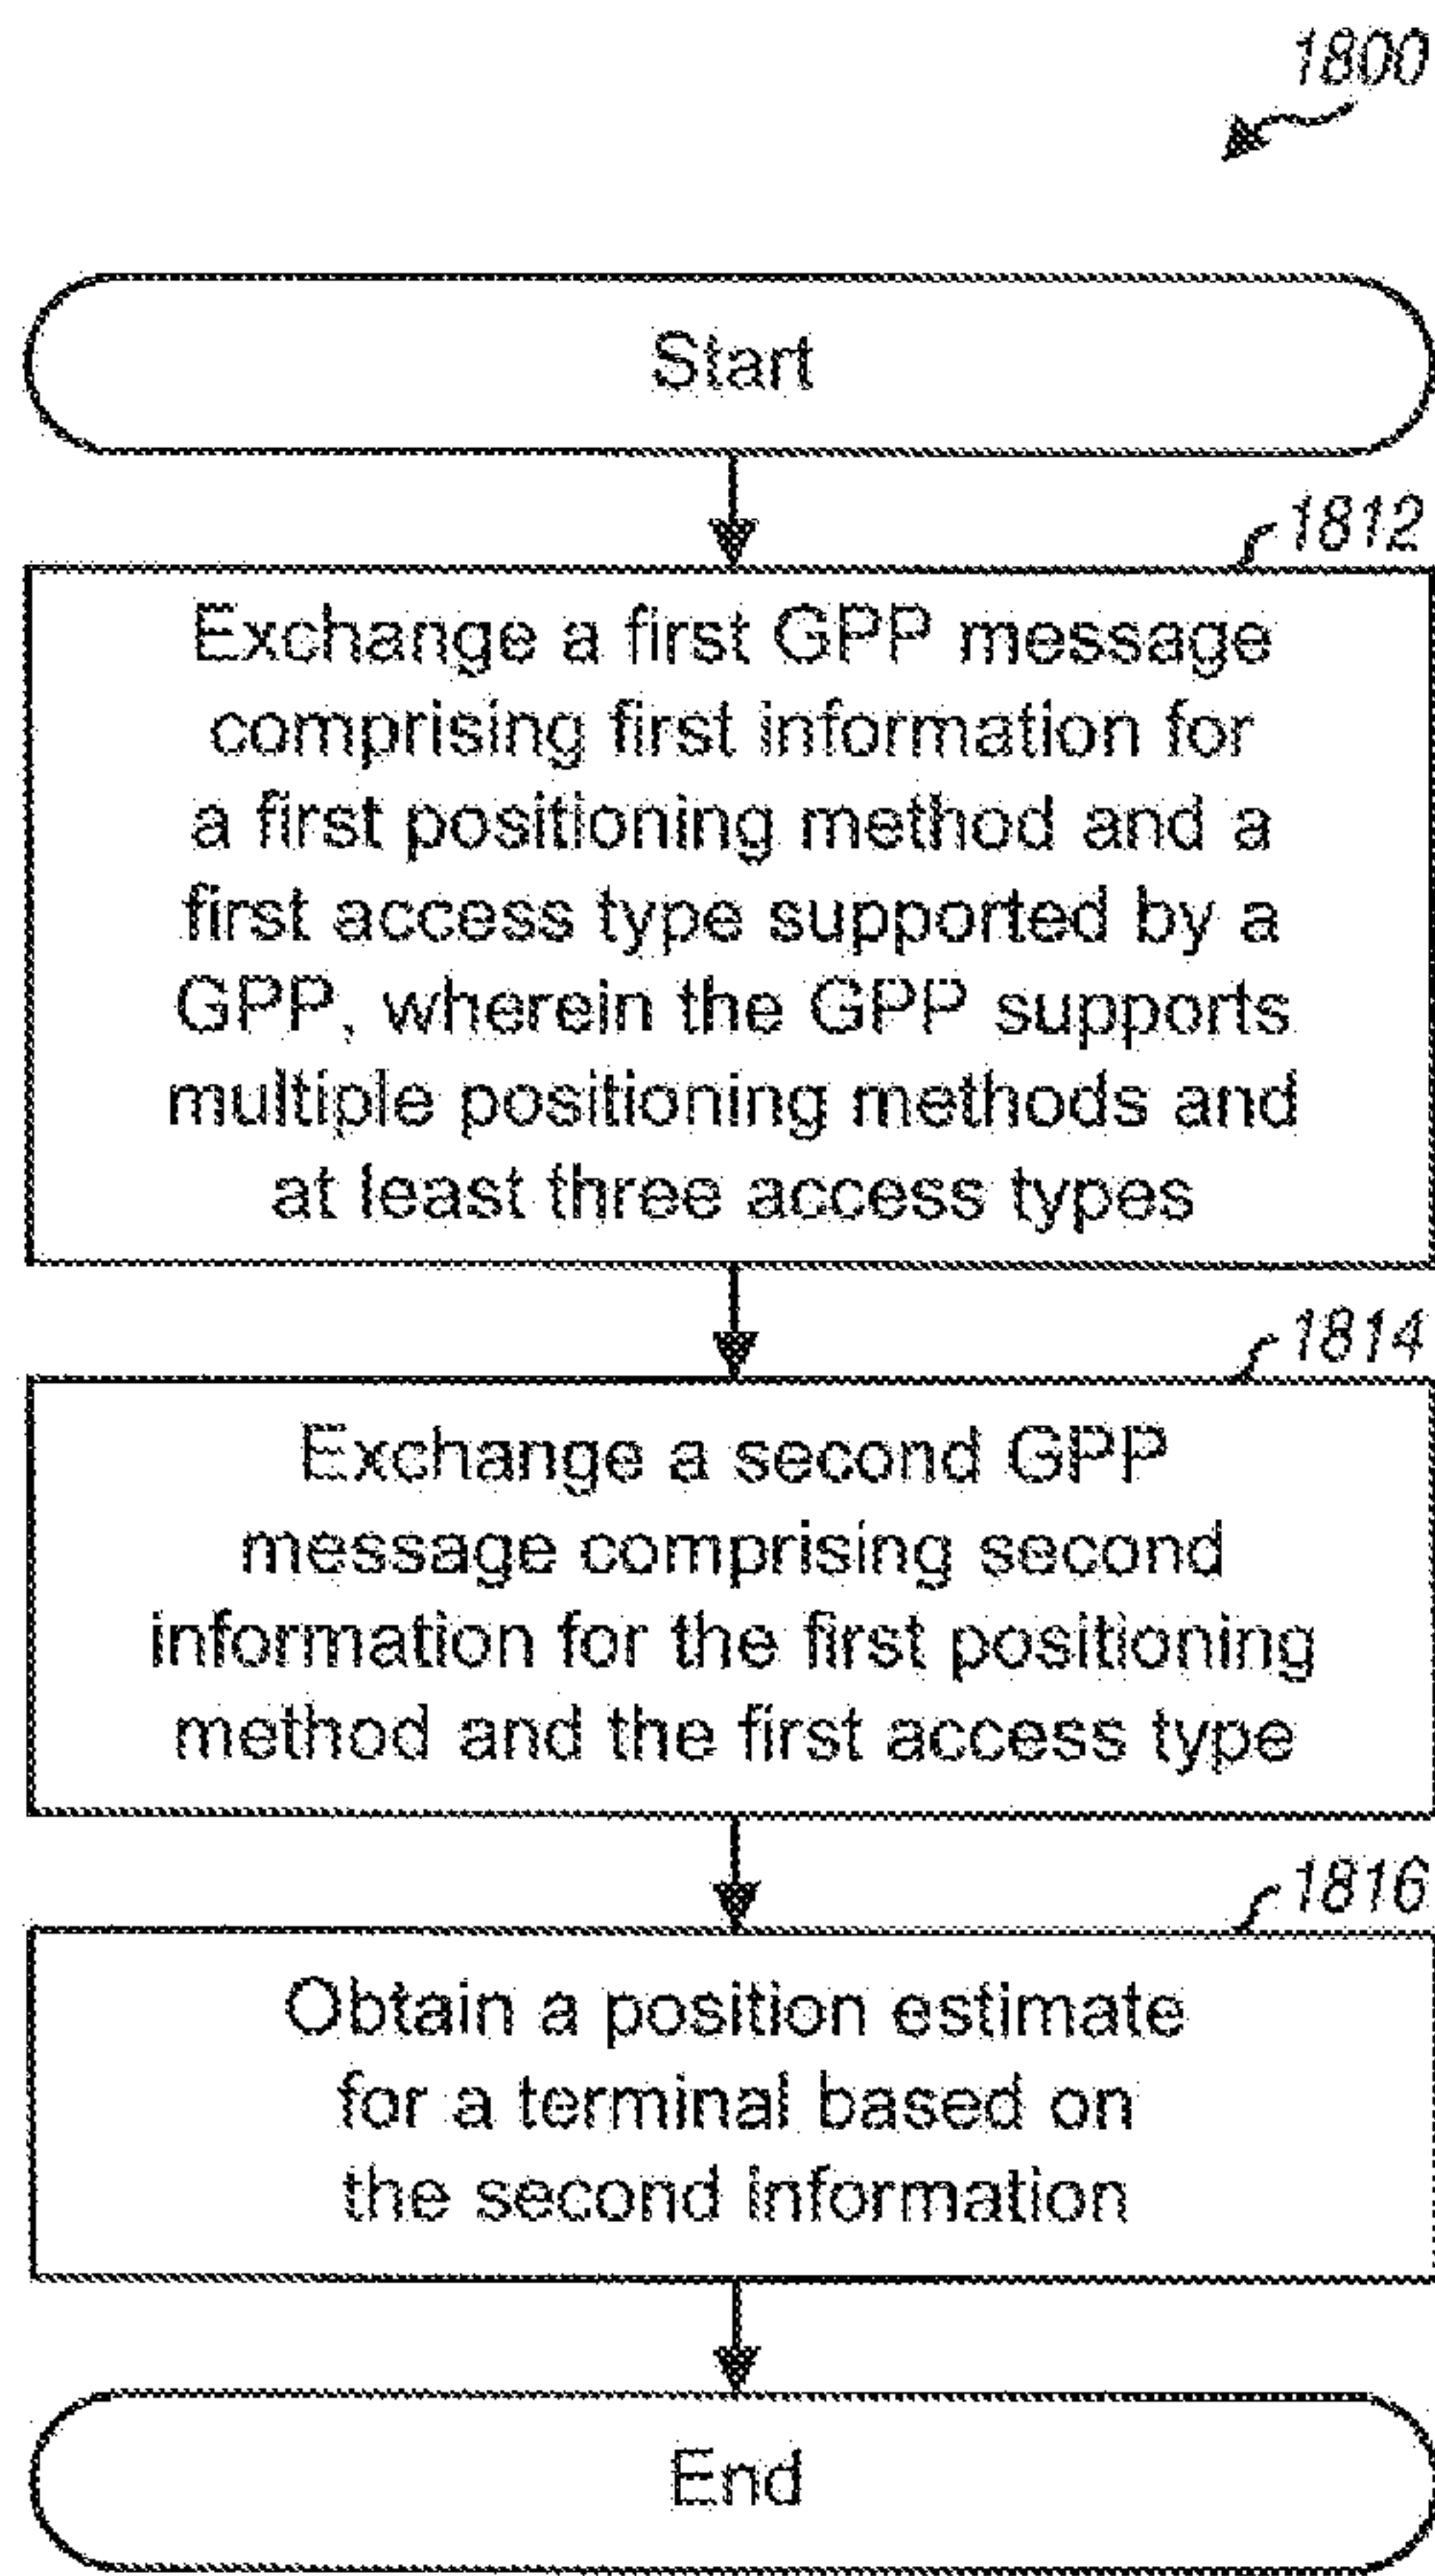 1800
Start
1812
Exchange a first GPP message
comprising first information for
a first positioning method and a
first access type supported by a
GPP, wherein the GPP supports
multiple positioning methods and
at least three access types
1814
Exchange a second GPP
message comprising second
information for the first positioning
method and the first access type
1816
Obtain a position estimate
for a terminal based on
the second information
End